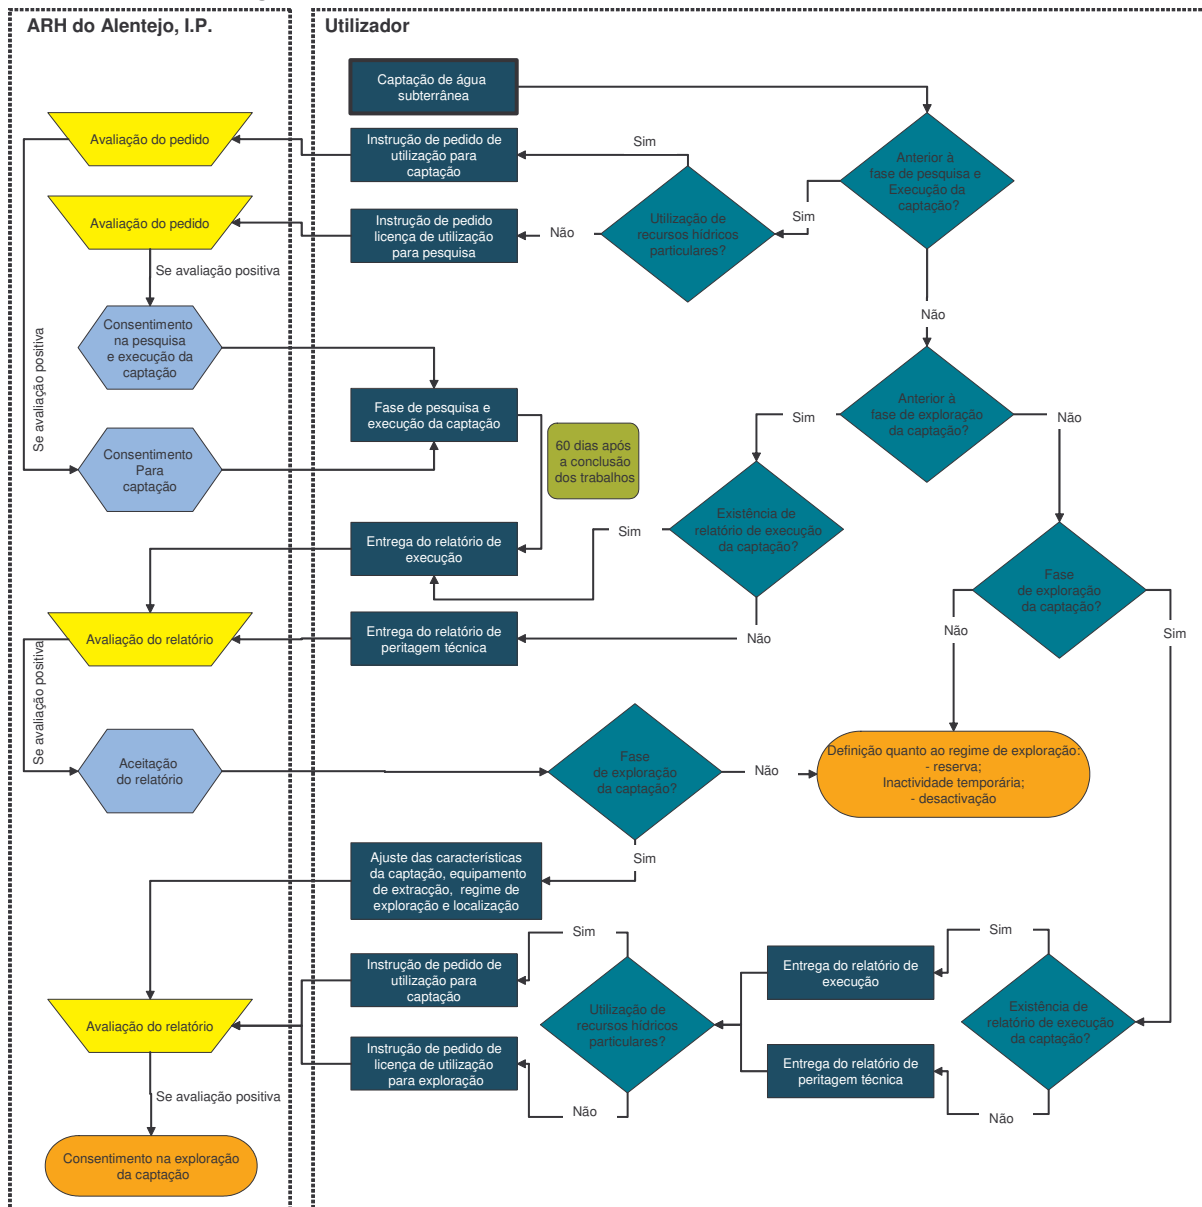 ARH do Alentejo, I.P.
Utilizador
Captação de água
subterrânea
Avaliação do pedido
Instrução de pedido de
utilização para
captação
Sim
Anterior à
fase de pesquisa e
Execução da
captação?
Avaliação do pedido
Instrução de pedido
licença de utilização
para pesquisa
Não
Utilização de
recursos hídricos
particulares?
Sim
Se avaliação positiva
Não
Consentimento
na pesquisa
e execução da
captação
Se avaliação positiva
Fase de pesquisa e
execução da captação
Sim
Anterior à
fase de exploração da
captação?
Não
60 dias após
a conclusão
dos trabalhos
Consentimento
Para
captação
Existência de
relatório de execução
da captação?
Sim
Entrega do relatório de
execução
Fase
de exploração
da captação?
Não
Sim
Avaliação do relatório
Entrega do relatório de
peritagem técnica
Não
Se avaliação positiva
Aceitação
do relatório
Fase
de exploração
da captação?
Não
Definição quanto ao regime de exploração:
- reserva;
Inactividade temporária;
- desactivação
Sim
Ajuste das características
da captação, equipamento
de extracção, regime de
exploração e localização
Sim
Sim
Instrução de pedido de
utilização para
captação
Entrega do relatório de
execução
Avaliação do relatório
Utilização de
recursos hídricos
particulares?
Existência de
relatório de execução
da captação?
Instrução de pedido de
licença de utilização
para exploração
Entrega do relatório de
peritagem técnica
Se avaliação positiva
Não
Não
Consentimento na exploração
da captação